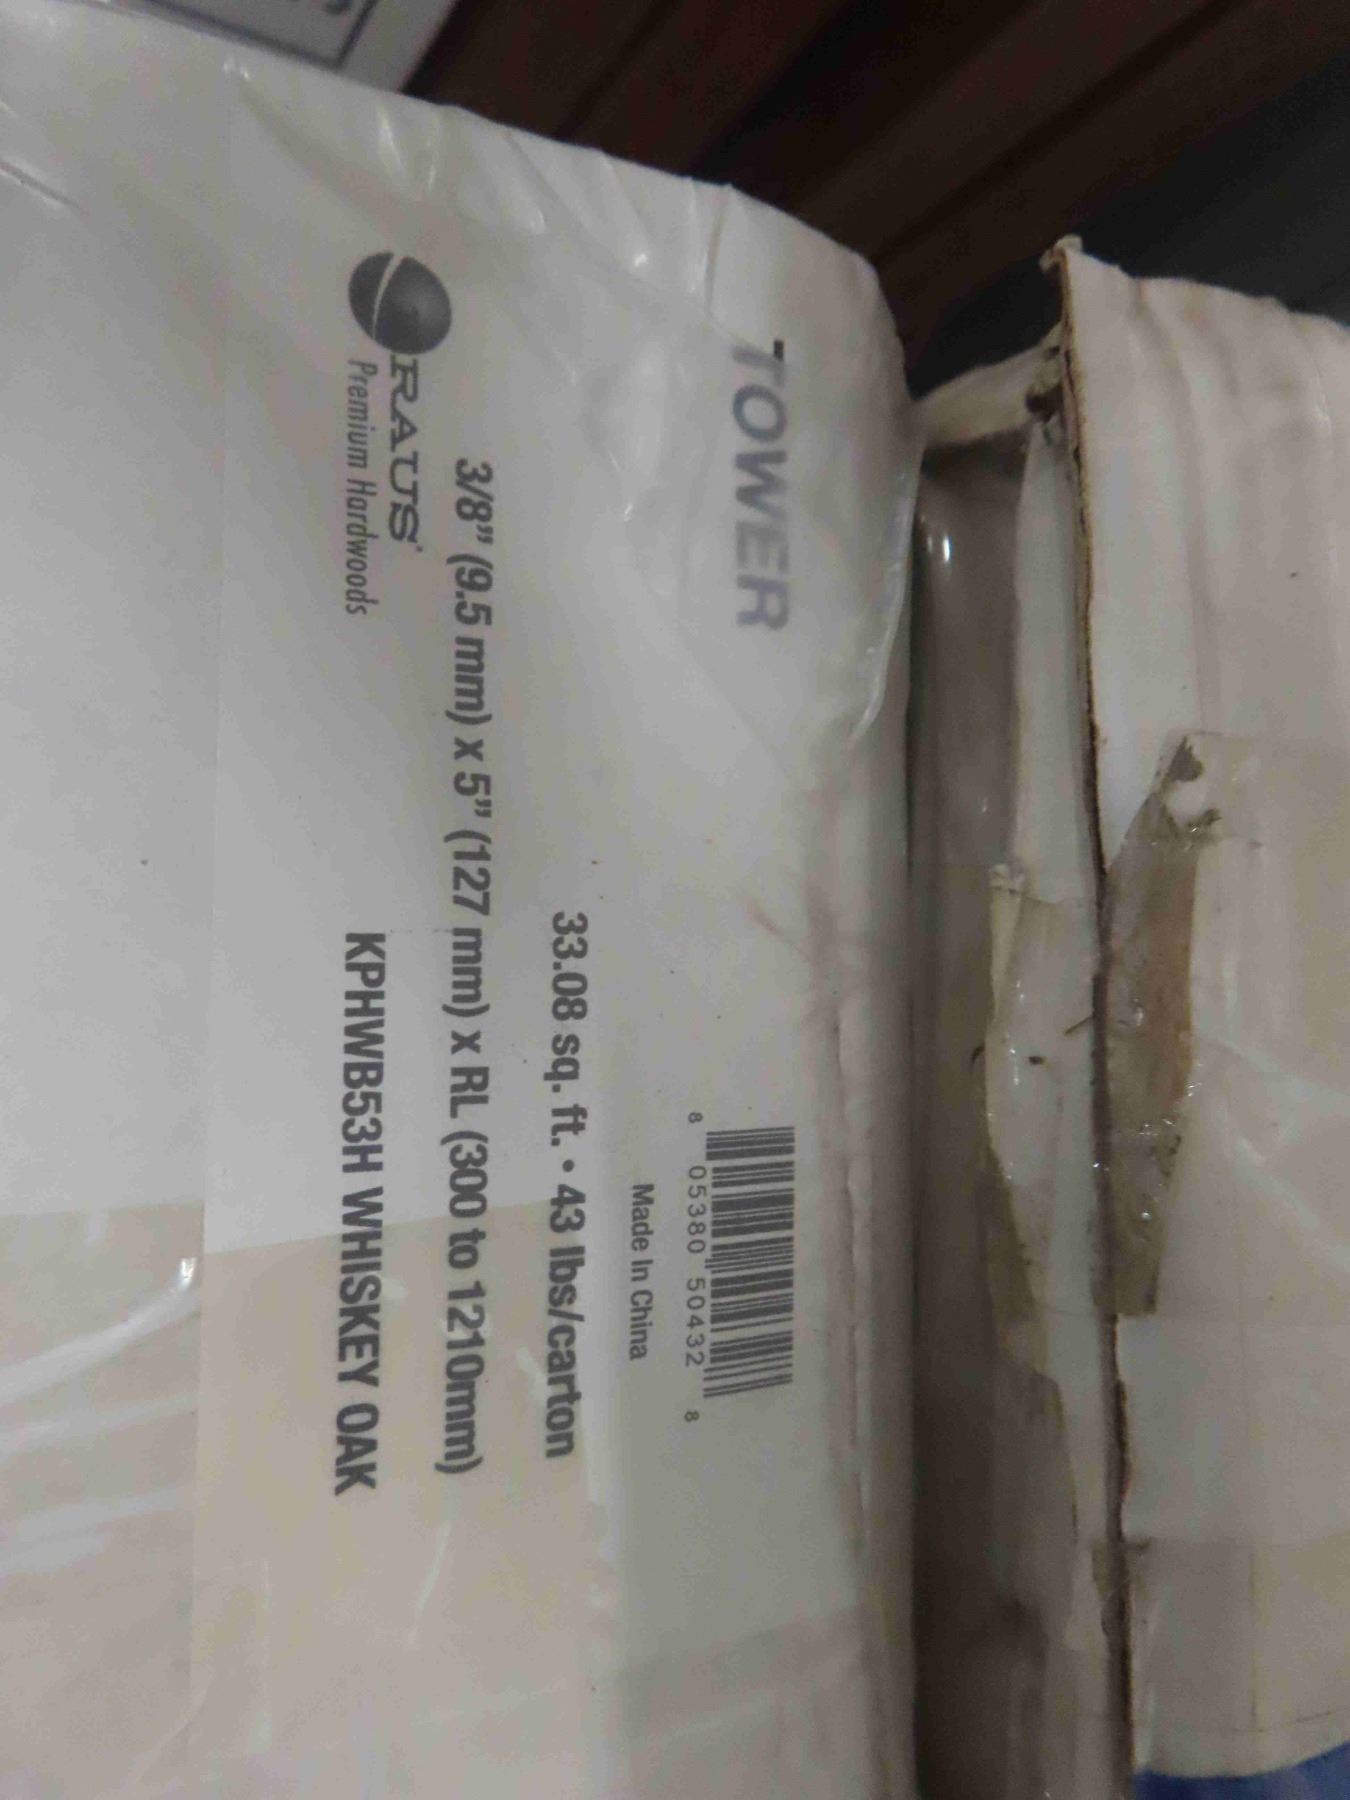 TOWER
8 05380 50432 8
Made In China
33.08 sq. ft. • 43 lbs/carton
3/8” (9.5 mm) x 5” (127 mm) x RL (300 to 1210mm)
RAUS
Premium Hardwoods
KPHWB53H WHISKEY OAK